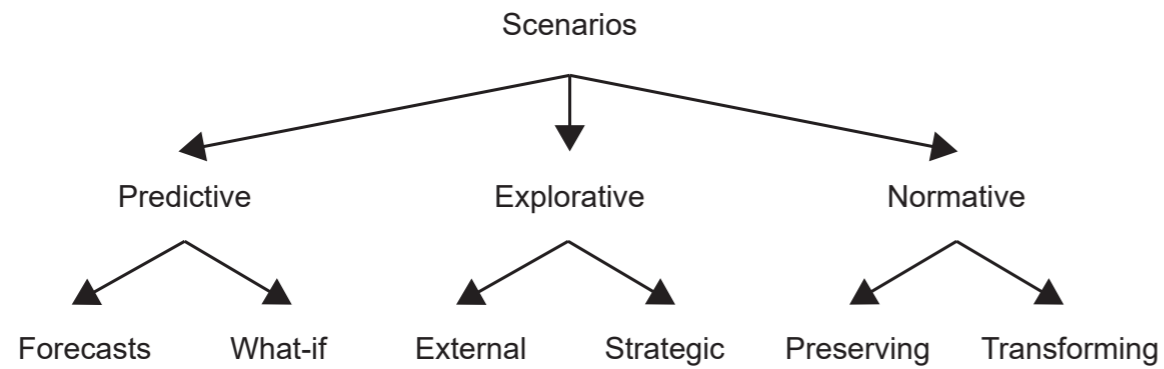 Scenarios
Predictive Explorative Normative
Forecasts What-if External Strategic Preserving Transforming